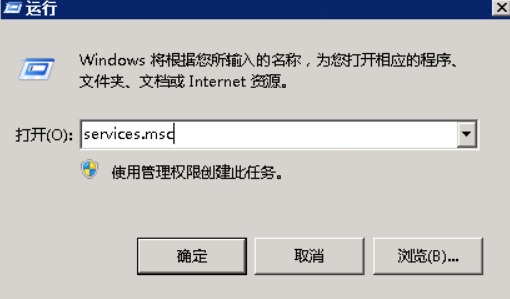 运行
Windows 将根据您所输入的名称，为您打开相应的程序、
文件夹、文档或 Internet 资源。
打开(O): services.msc
使用管理权限创建此任务。
确定 取消 浏览(B)...